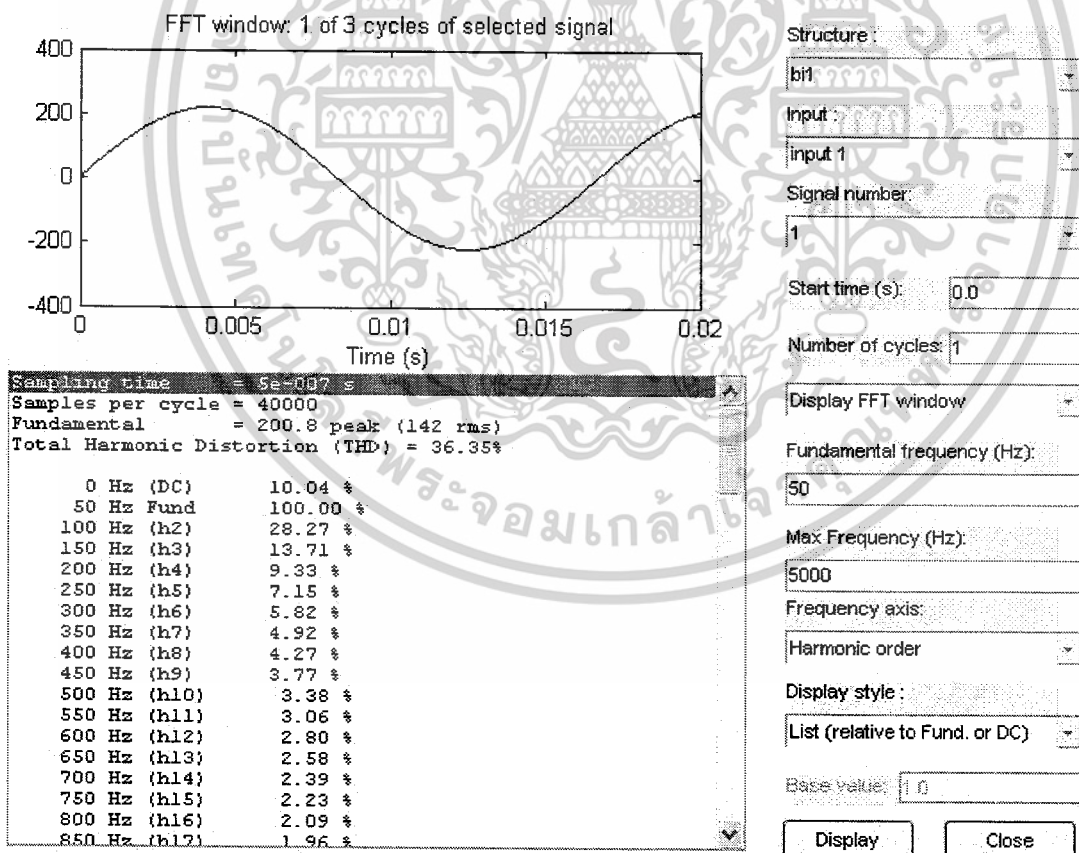 FFT window: 1 of 3 cycles of selected signal
400
200
0
-200
-400
0 0.005 0.01 0.015 0.02
Time (s)
Sampling time = 5e-007 s
Samples per cycle = 40000
Fundamental = 200.8 peak (142 rms)
Total Harmonic Distortion (THD) = 36.35%
0 Hz (DC) 10.04 %
50 Hz Fund 100.00 %
100 Hz (h2) 28.27 %
150 Hz (h3) 13.71 %
200 Hz (h4) 9.33 %
250 Hz (h5) 7.15 %
300 Hz (h6) 5.82 %
350 Hz (h7) 4.92 %
400 Hz (h8) 4.27 %
450 Hz (h9) 3.77 %
500 Hz (h10) 3.38 %
550 Hz (h11) 3.06 %
600 Hz (h12) 2.80 %
650 Hz (h13) 2.58 %
700 Hz (h14) 2.39 %
750 Hz (h15) 2.23 %
800 Hz (h16) 2.09 %
850 Hz (h17) 1.96 %
Structure :
bi1
Input :
input 1
Signal number:
1
Start time (s): 0.0
Number of cycles: 1
Display FFT window
Fundamental frequency (Hz):
50
Max Frequency (Hz):
5000
Frequency axis:
Harmonic order
Display style :
List (relative to Fund. or DC)
Base value: 1.0
Display Close